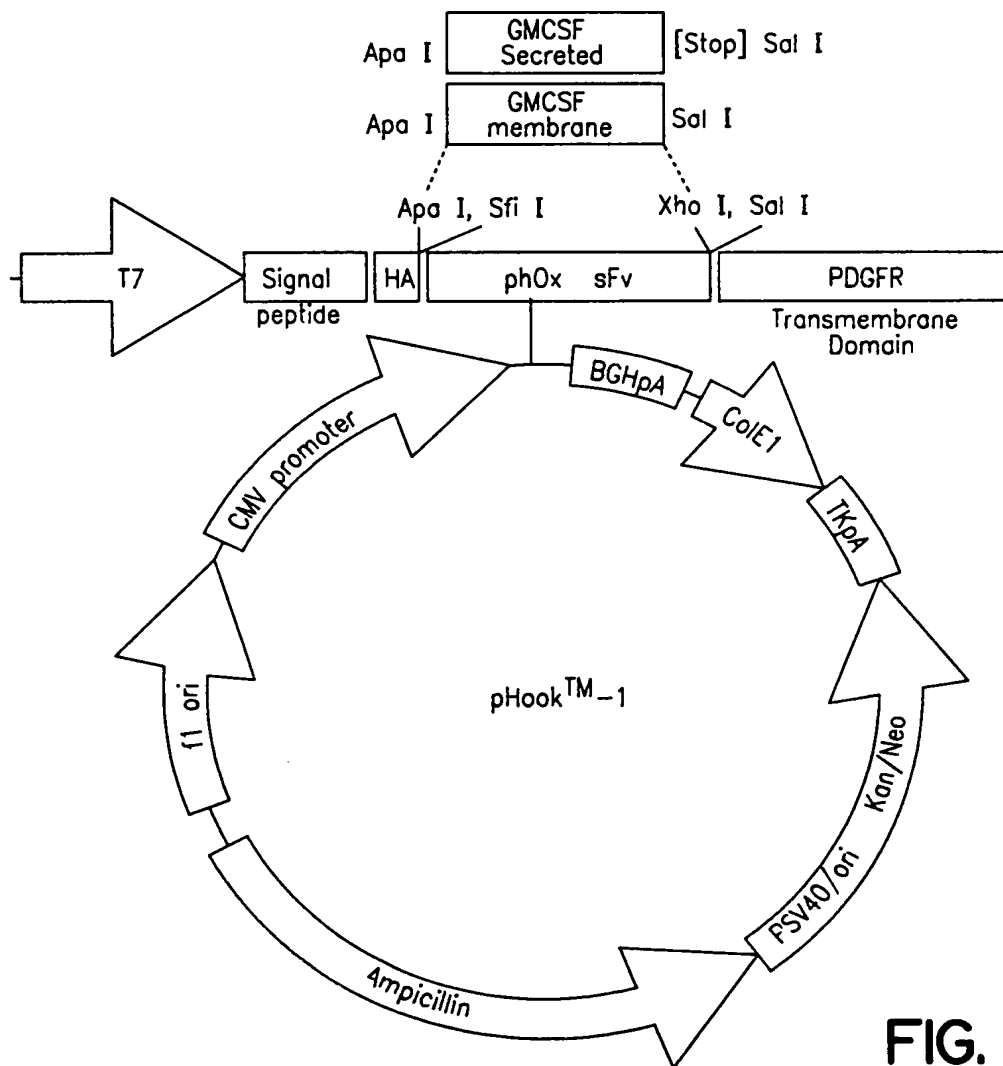 GMCSF
Secreted
Apa I
[Stop] Sal I
GMCSF
membrane
Apa I
Sal I
Apa I, Sfi I
Xho I, Sal I
T7
Signal
peptide
HA
phOx sFv
PDGFR
Transmembrane
Domain
BGHpA
ColE1
CMV promoter
TKpA
f1 ori
pHook™-1
Kan/Neo
PSV40/ori
Ampicillin
FIG.